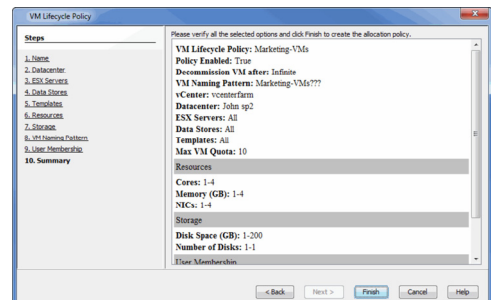 VM Lifecycle Policy
Steps
1. Name
2. Datacenter
3. ESX Servers
4. Data Stores
5. Templates
6. Resources
7. Storage
8. VM Naming Pattern
9. User Membership
10. Summary
Please verify all the selected options and click Finish to create the allocation policy.
VM Lifecycle Policy: Marketing-VMs
Policy Enabled: True
Decommission VM after: Infinite
VM Naming Pattern: Marketing-VMs???
vCenter: vcenterfarm
Datacenter: John sp2
ESX Servers: All
Data Stores: All
Templates: All
Max VM Quota: 10
Resources
Cores: 1-4
Memory (GB): 1-4
NICs: 1-4
Storage
Disk Space (GB): 1-200
Number of Disks: 1-1
User Membership
< Back
Next >
Finish
Cancel
Help